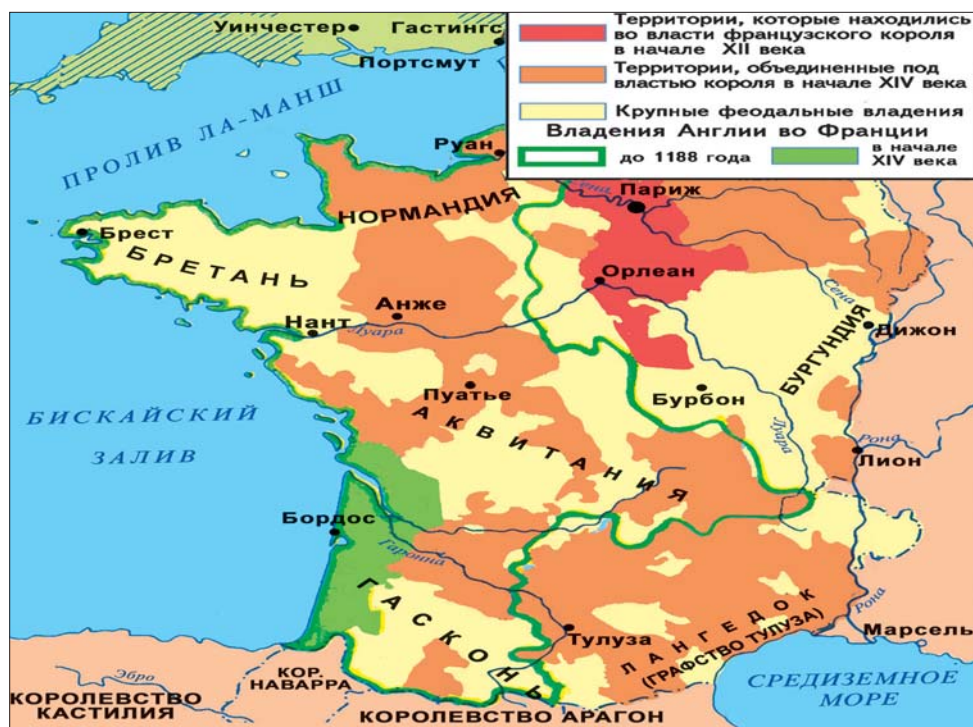 Уинчестер
Гастингс
Портсмут
Территории, которые находились
во власти французского короля
в начале XII века
Территории, объединенные под
властью короля в начале XIV века
Крупные феодальные владения
Владения Англии во Франции
до 1188 года
в начале
XIV века
ПРОЛИВ ЛА-МАНШ
Руан
Сена
Париж
НОРМАНДИЯ
Брест
БРЕТАНЬ
Орлеан
Анже
Сена
Нант
Луара
Дижон
БУРГУНДИЯ
Пуатье
Бурбон
АКВИТАНИЯ
Луара
БИСКАЙСКИЙ
ЗАЛИВ
Рона
Лион
Бордос
Гаронна
ГАСКОНЬ
Тулуза
ЛАНГЕДОК
(ГРАФСТВО ТУЛУЗА)
Рона
Марсель
Эбро
КОР.
НАВАРРА
КОРОЛЕВСТВО
КАСТИЛИЯ
КОРОЛЕВСТВО АРАГОН
СРЕДИЗЕМНОЕ
МОРЕ